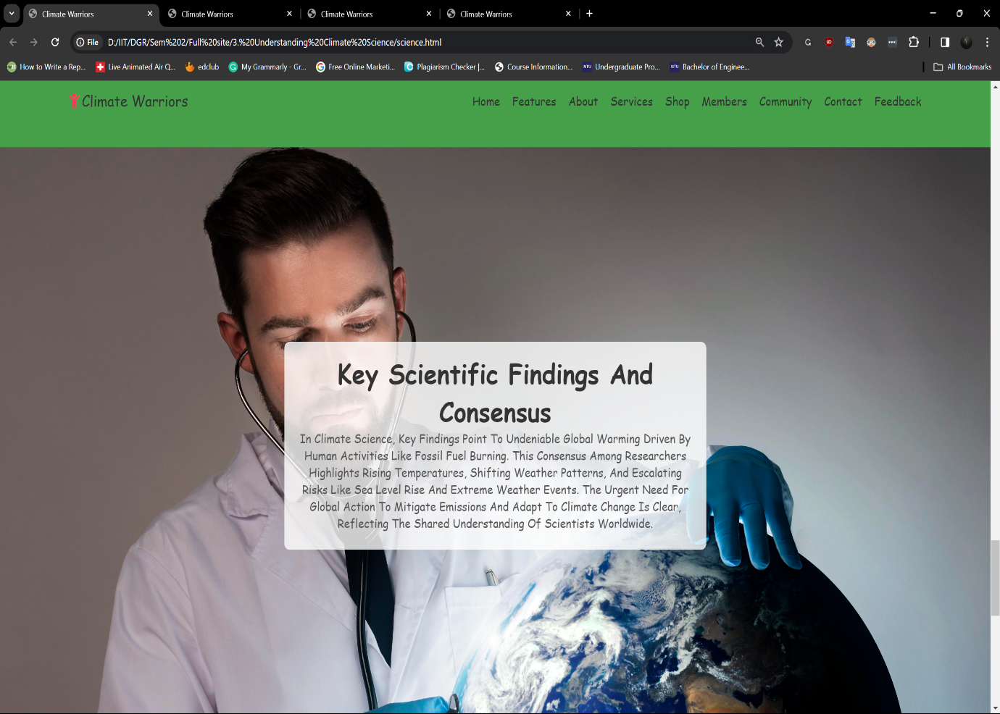 Climate Warriors
Climate Warriors
Climate Warriors
Climate Warriors
File
D:/IIT/DGR/Sem%202/Full%20site/3.%20Understanding%20Climate%20Science/science.html
How to Write a Rep...
Live Animated Air Q...
edclub
My Grammarly - Gr...
Free Online Marketi...
Plagiarism Checker |...
Course Information...
NTU Undergraduate Pro...
NTU Bachelor of Enginee...
All Bookmarks
Climate Warriors
Home Features About Services Shop Members Community Contact Feedback
Key Scientific Findings And
Consensus
In Climate Science, Key Findings Point To Undeniable Global Warming Driven By
Human Activities Like Fossil Fuel Burning. This Consensus Among Researchers
Highlights Rising Temperatures, Shifting Weather Patterns, And Escalating
Risks Like Sea Level Rise And Extreme Weather Events. The Urgent Need For
Global Action To Mitigate Emissions And Adapt To Climate Change Is Clear,
Reflecting The Shared Understanding Of Scientists Worldwide.